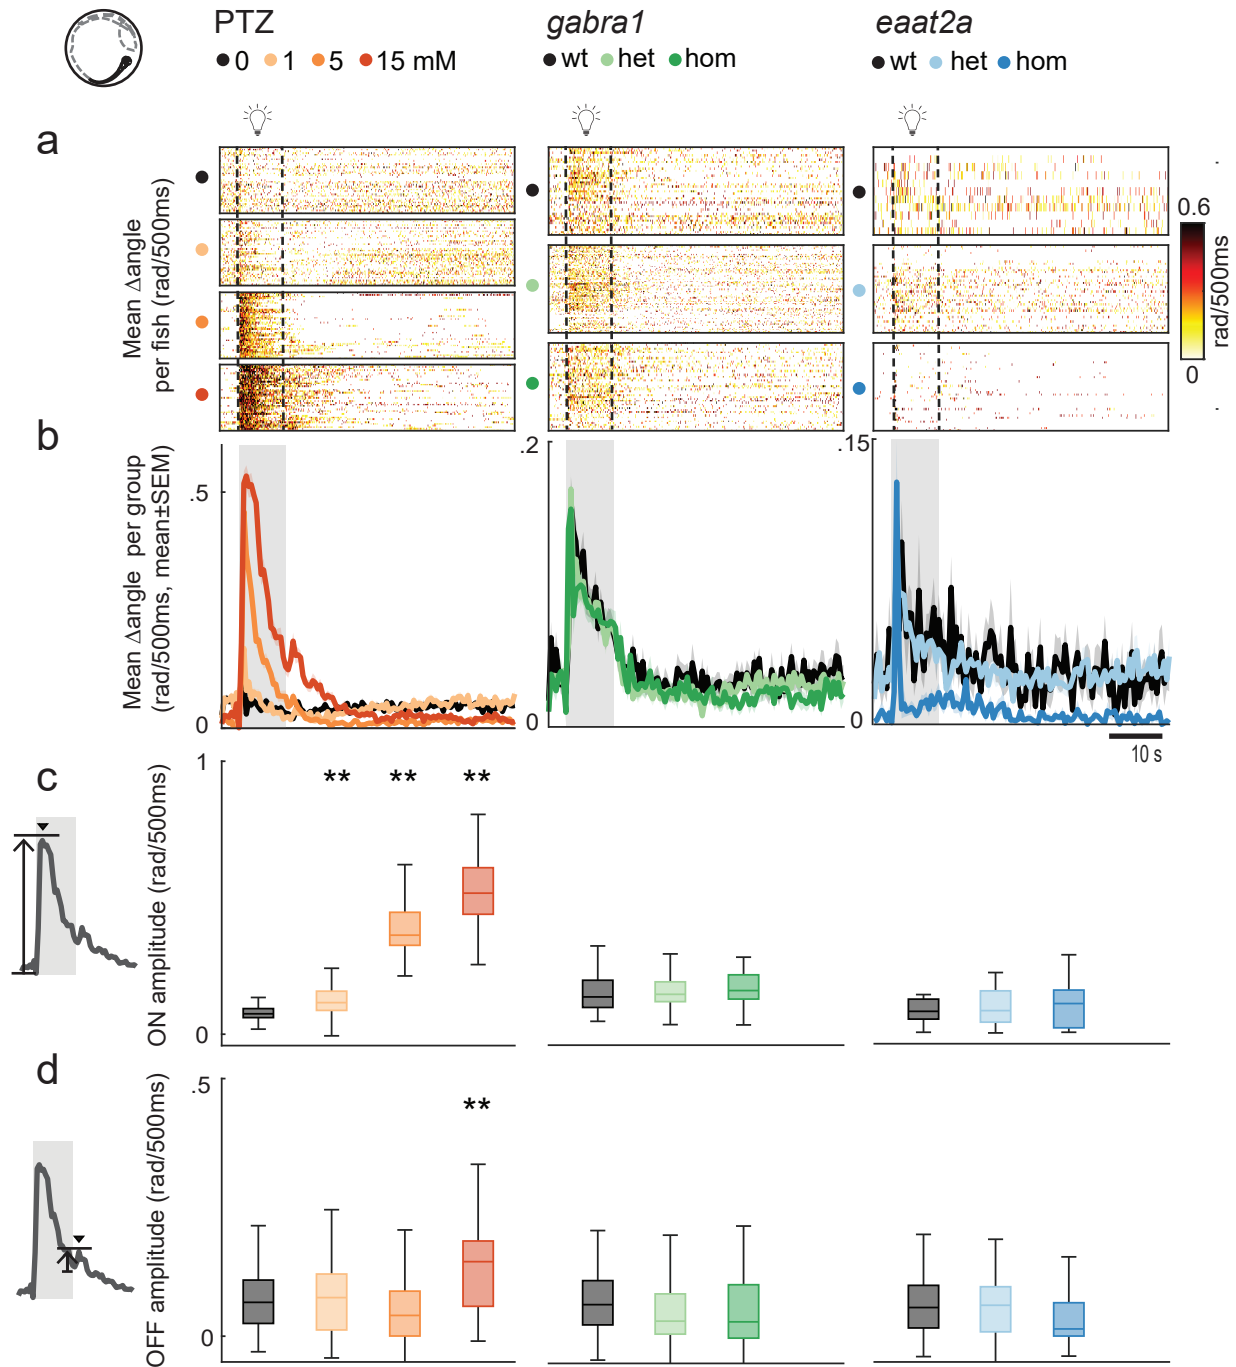 PTZ
gabra1
eaat2a
0 1 5 15 mM
wt het hom
wt het hom
a
Mean Δangle
per fish (rad/500ms)
0.6
rad/500ms
0
b
Mean Δangle per group
(rad/500ms, mean±SEM)
.5
0
.2
0
.15
0
10 s
c
ON amplitude (rad/500ms)
1
0
** ** **
d
OFF amplitude (rad/500ms)
.5
0
**